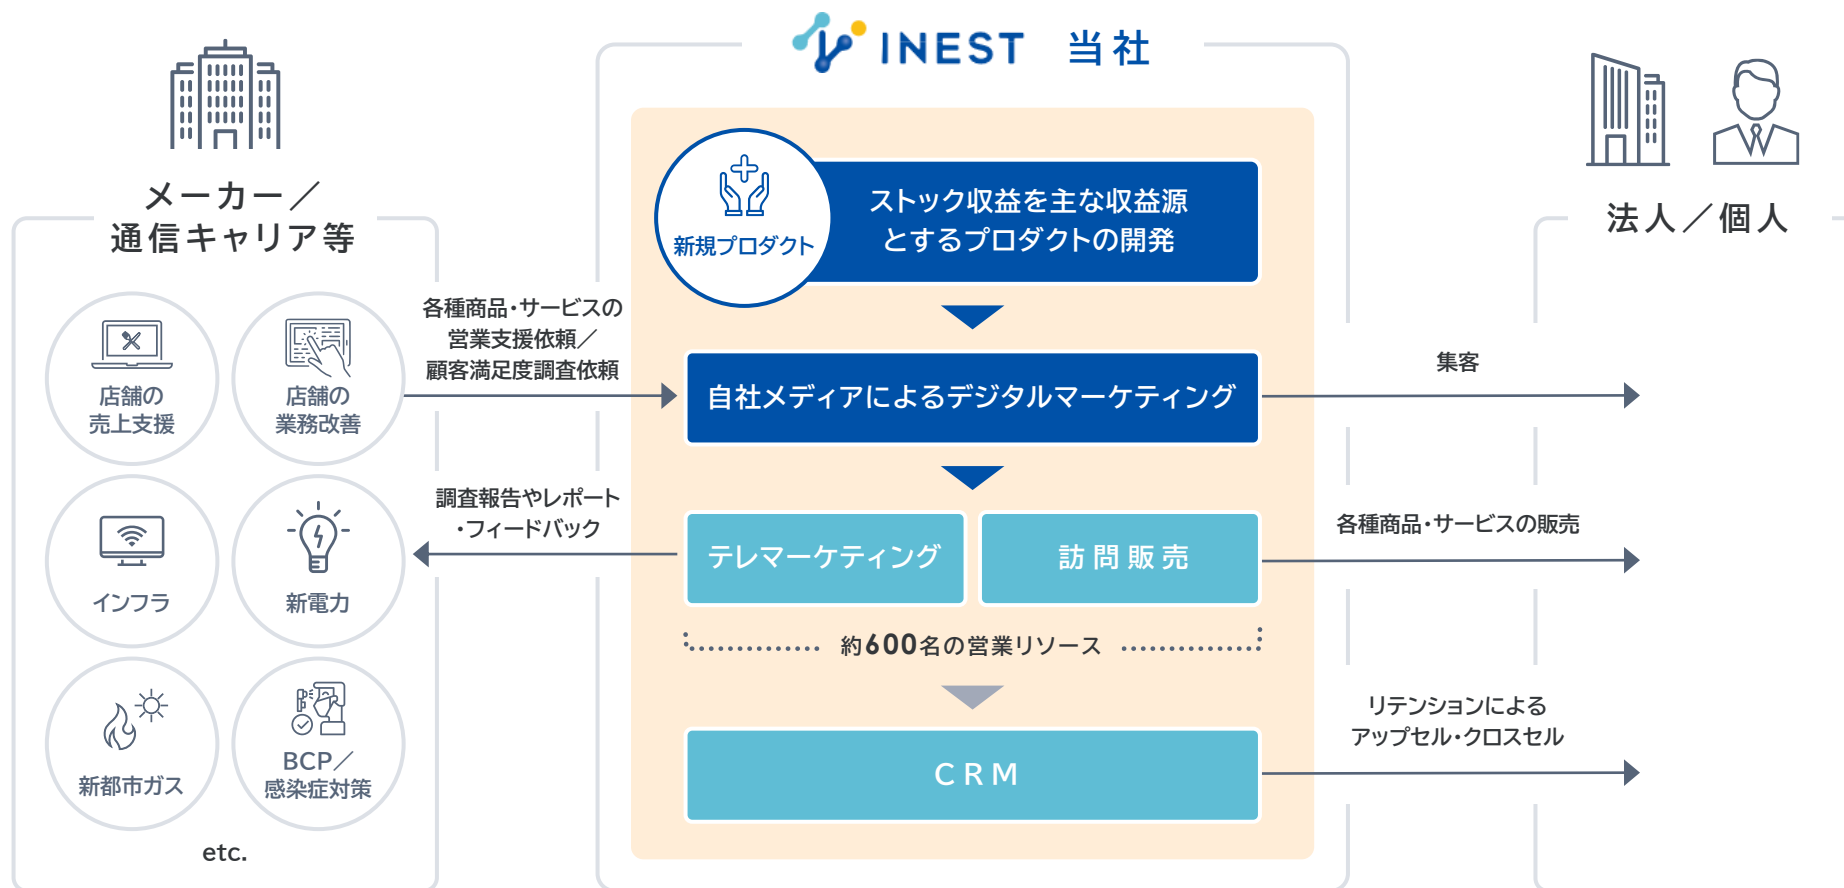 INEST 当社
メーカー／
通信キャリア等
店舗の
売上支援
店舗の
業務改善
インフラ
新電力
新都市ガス
BCP／
感染症対策
etc.
各種商品・サービスの
営業支援依頼／
顧客満足度調査依頼
調査報告やレポート
・フィードバック
新規プロダクト
ストック収益を主な収益源
とするプロダクトの開発
自社メディアによるデジタルマーケティング
テレマーケティング
訪問販売
約600名の営業リソース
CRM
集客
各種商品・サービスの販売
リテンションによる
アップセル・クロスセル
法人／個人